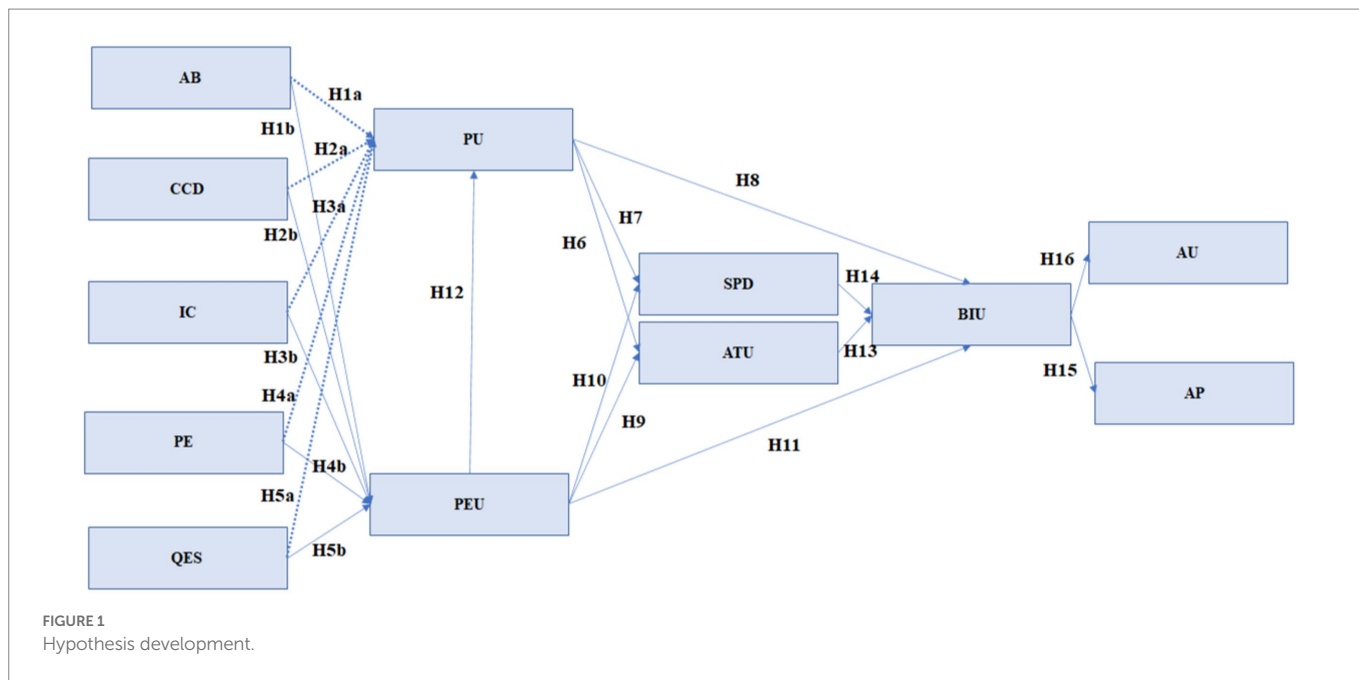 AB
H1a
H1b
PU
H2a
CCD
H8
H3a
H7
H2b
H6
AU
H16
SPD
H14
H12
IC
BIU
ATU
H13
H3b
H15
H10
AP
H4a
H9
PE
H11
H4b
H5a
PEU
H5b
QES
FIGURE 1
Hypothesis development.